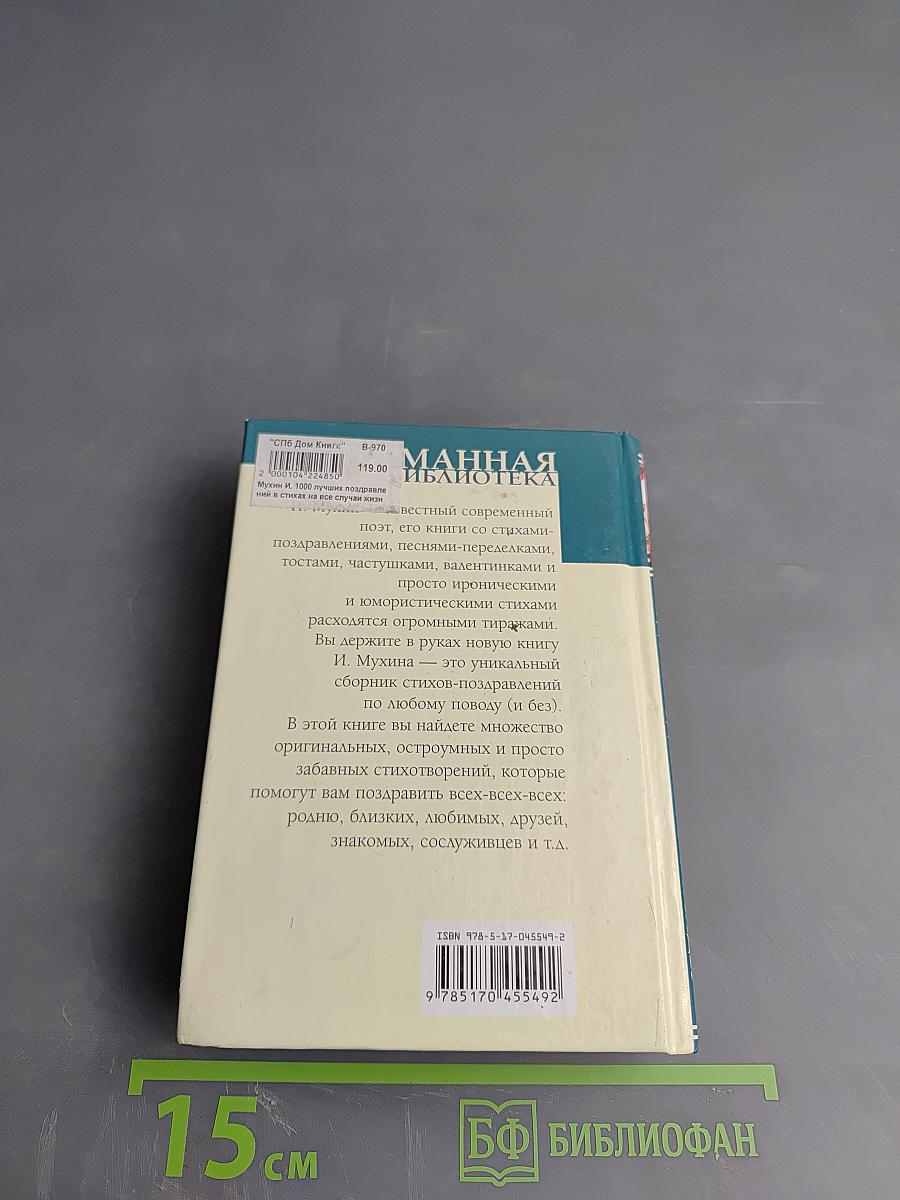 "СПб Дом Книги" В-970
119.00
2 000104 224850
Мухин И. 1000 лучших поздравле
ний в стихах на все случаи жизн
МАННАЯ
ИБЛИОТЕКА
вестный современный
поэт, его книги со стихами-
поздравлениями, песнями-переделками,
тостами, частушками, валентинками и
просто ироническими
и юмористическими стихами
расходятся огромными тиражами.
Вы держите в руках новую книгу
И. Мухина — это уникальный
сборник стихов-поздравлений
по любому поводу (и без).
В этой книге вы найдете множество
оригинальных, остроумных и просто
забавных стихотворений, которые
помогут вам поздравить всех-всех-всех:
родню, близких, любимых, друзей,
знакомых, сослуживцев и т.д.
ISBN 978-5-17-045549-2
9 785170 455492
15 см
БФ БИБЛИОФАН